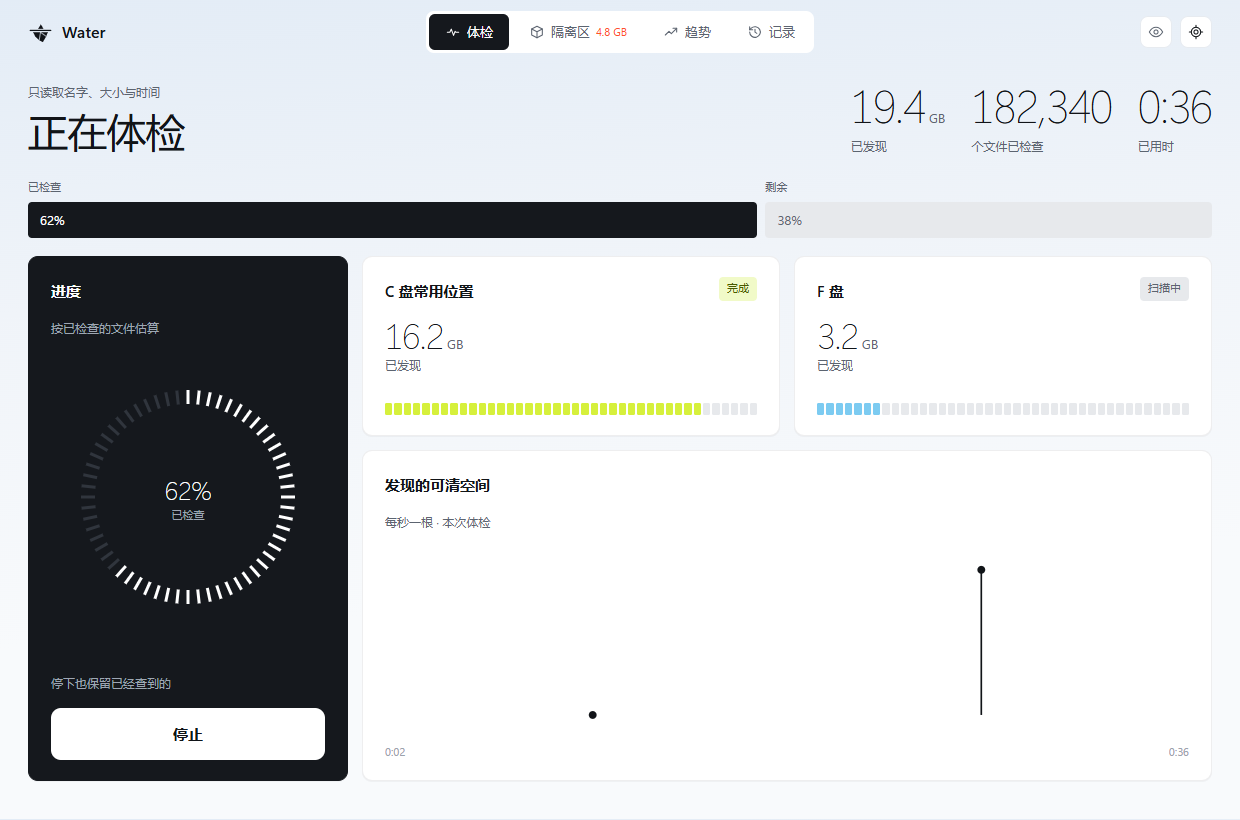 Water
体检
隔离区 4.8 GB
趋势
记录
只读取名字、大小与时间
正在体检
19.4 GB
已发现
182,340
个文件已检查
0:36
已用时
已检查
62%
剩余
38%
进度
按已检查的文件估算
62%
已检查
停下也保留已经查到的
停止
C 盘常用位置
完成
16.2 GB
已发现
F 盘
扫描中
3.2 GB
已发现
发现的可清空间
每秒一根 · 本次体检
0:02
0:36